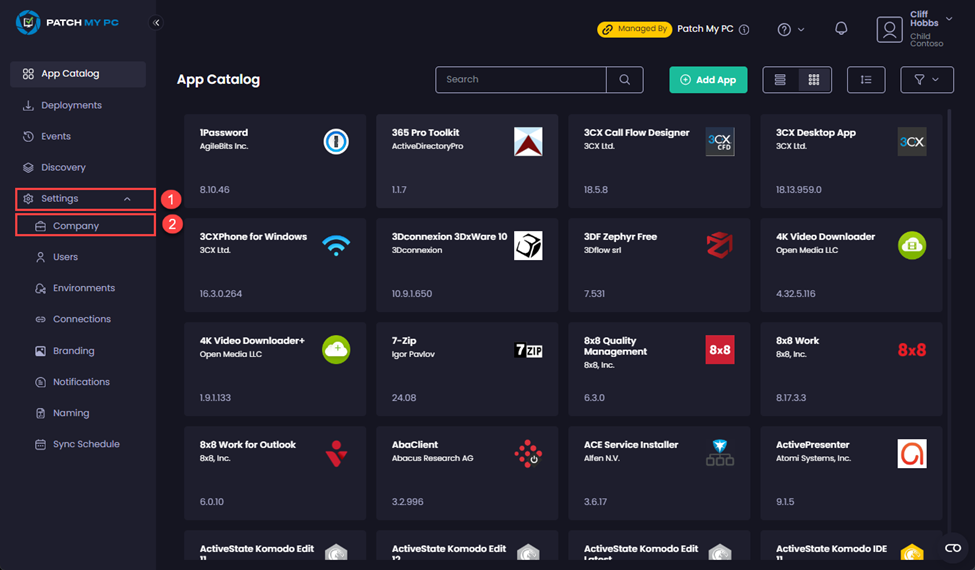 PATCH MY PC
Managed By
Patch My PC
Cliff
Hobbs
Child
Contoso
App Catalog
Deployments
Events
Discovery
Settings
1
Company
2
Users
Environments
Connections
Branding
Notifications
Naming
Sync Schedule
App Catalog
Search
Add App
1Password
AgileBits Inc.
8.10.46
365 Pro Toolkit
ActiveDirectoryPro
1.1.7
3CX Call Flow Designer
3CX Ltd.
3CX
CFD
18.5.8
3CX Desktop App
3CX Ltd.
3CX
18.13.959.0
3CXPhone for Windows
3CX Ltd.
16.3.0.264
3Dconnexion 3DxWare 10
3Dconnexion
10.9.1.650
3DF Zephyr Free
3Dflow srl
7.531
4K Video Downloader
Open Media LLC
4.32.5.116
4K Video Downloader+
Open Media LLC
1.9.1.133
7-Zip
Igor Pavlov
7 ZIP
24.08
8x8 Quality
Management
8x8, Inc.
8x8
6.3.0
8x8 Work
8x8, Inc.
8x8
8.17.3.3
8x8 Work for Outlook
8x8, Inc.
6.0.10
AbaClient
Abacus Research AG
3.2.996
ACE Service Installer
Alfen N.V.
3.6.17
ActivePresenter
Atomi Systems, Inc.
9.1.5
ActiveState Komodo Edit
11
ActiveState Komodo Edit
12
ActiveState Komodo Edit
Latest
ActiveState Komodo IDE
11